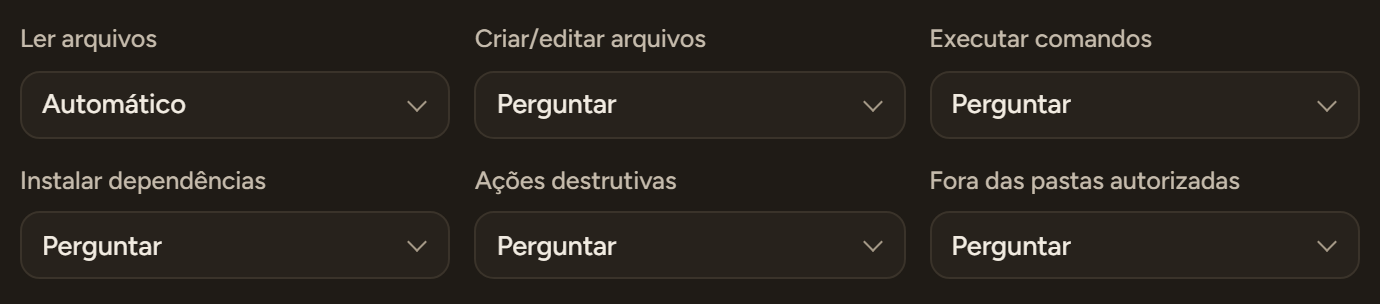 Ler arquivos
Criar/editar arquivos
Executar comandos
Automático
Perguntar
Perguntar
Instalar dependências
Ações destrutivas
Fora das pastas autorizadas
Perguntar
Perguntar
Perguntar